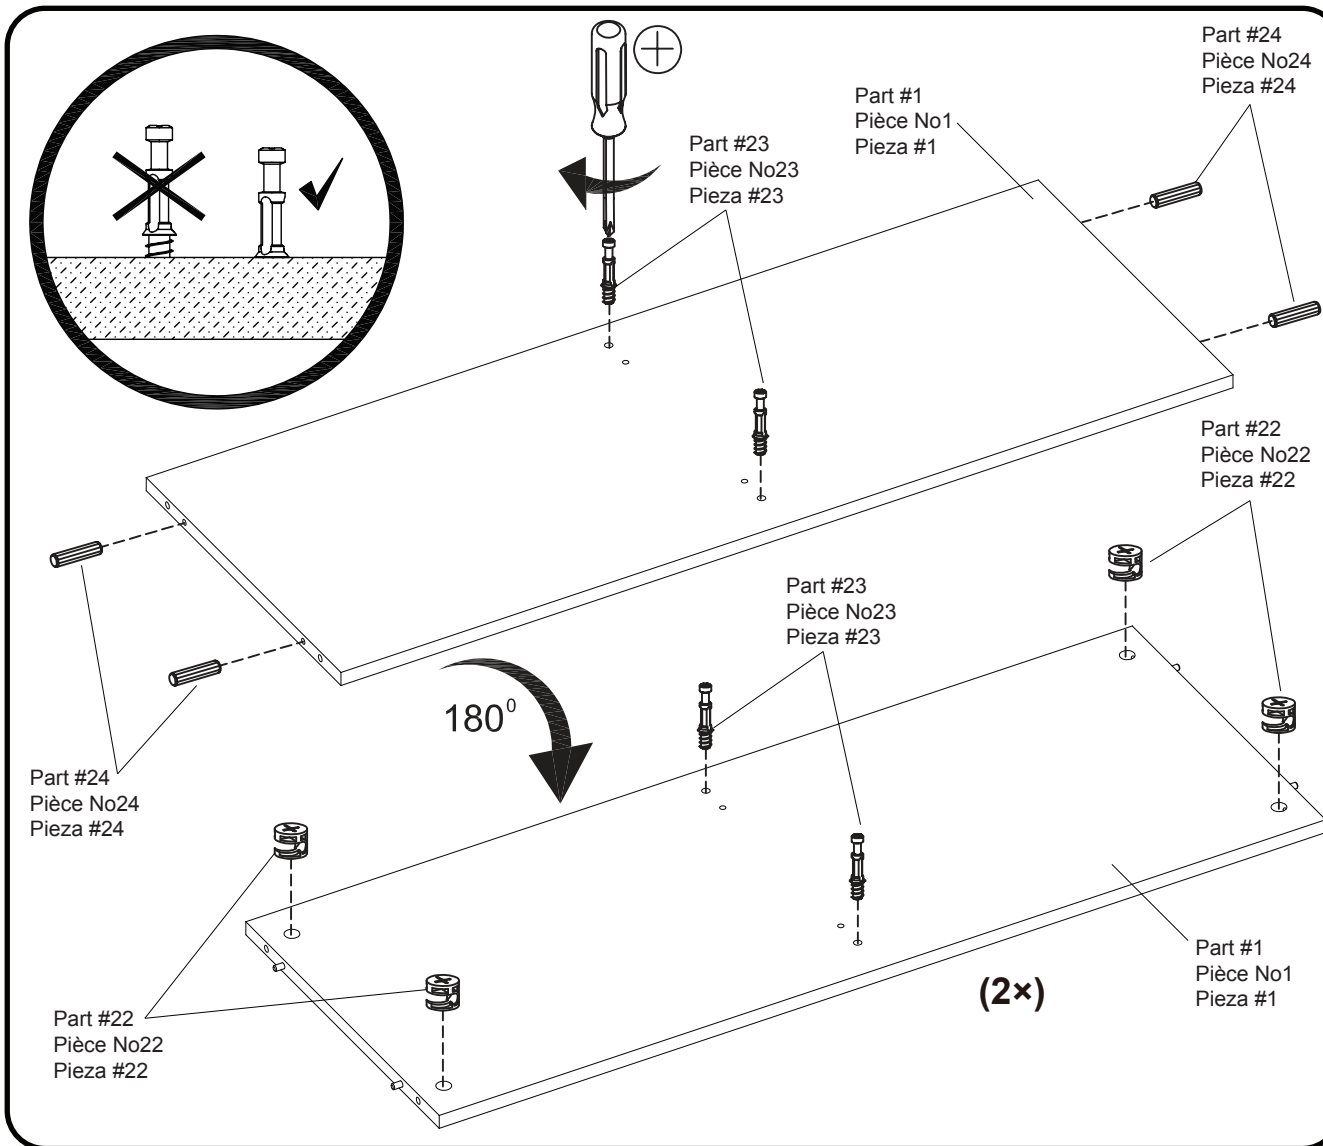 Part #24
Pièce No24
Pieza #24
Part #1
Pièce No1
Pieza #1
Part #23
Pièce No23
Pieza #23
Part #22
Pièce No22
Pieza #22
Part #23
Pièce No23
Pieza #23
180⁰
Part #24
Pièce No24
Pieza #24
Part #1
Pièce No1
Pieza #1
(2×)
Part #22
Pièce No22
Pieza #22